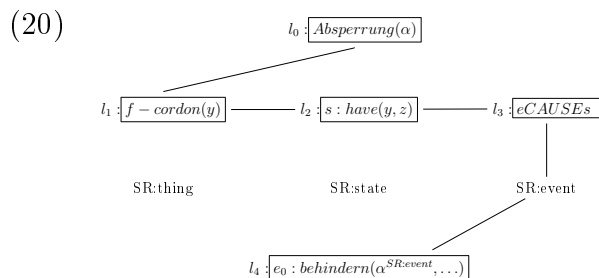 (20)
l₀ : Absperrung(α)
l₁ : f − cordon(y) l₂ : s : have(y, z) l₃ : eCAUSEs
SR:thing SR:state SR:event
l₄ : e₀ : behindern(α^SR:event, . . .)